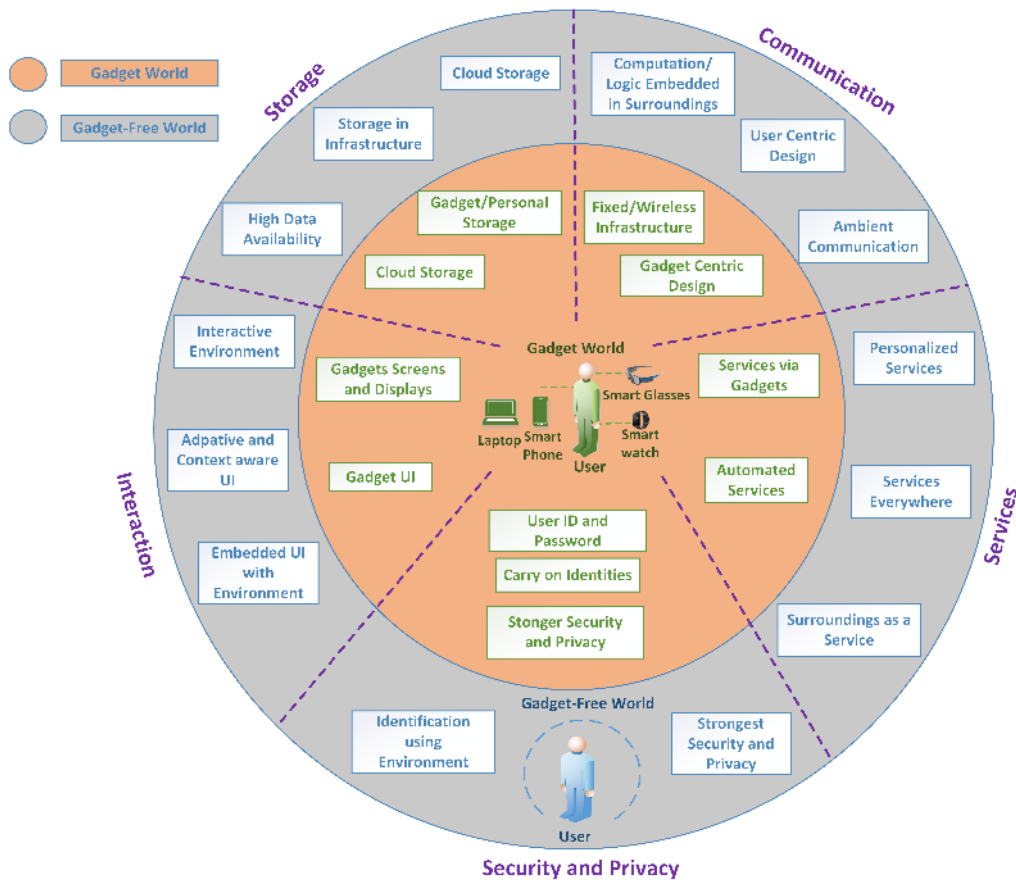 Gadget World
Gadget-Free World
Storage
Communication
Cloud Storage
Computation/
Logic Embedded
in Surroundings
Storage in
Infrastructure
User Centric
Design
High Data
Availability
Ambient
Communication
Gadget/Personal
Storage
Fixed/Wireless
Infrastructure
Cloud Storage
Gadget Centric
Design
Interactive
Environment
Personalized
Services
Gadget World
Gadgets Screens
and Displays
Services via
Gadgets
Smart Glasses
Laptop
Smart
Phone
User
Smart
watch
Adpative and
Context aware
UI
Gadget UI
Automated
Services
Services
Everywhere
Interaction
Services
User ID and
Password
Carry on Identities
Stonger Security
and Privacy
Embedded UI
with
Environment
Surroundings as a
Service
Gadget-Free World
Identification
using
Environment
Strongest
Security and
Privacy
User
Security and Privacy